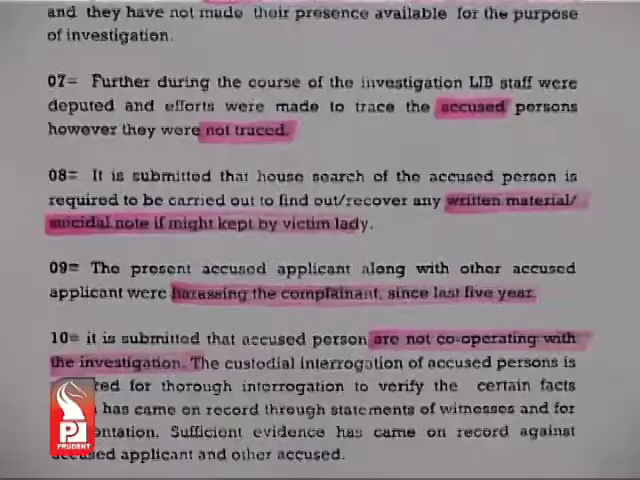 and they have not made their presence available for the purpose
of investigation.
07= Further during the course of the investigation LIB staff were
deputed and efforts were made to trace the accused persons
however they were not traced.
08= It is submitted that house search of the accused person is
required to be carried out to find out/recover any written material/
suicidal note if might kept by victim lady.
09= The present accused applicant along with other accused
applicant were harassing the complainant, since last five year.
10= it is submitted that accused person are not co-operating with
the investigation. The custodial interrogation of accused persons is
red for thorough interrogation to verify the certain facts
has came on record through statements of witnesses and for
ontation. Sufficient evidence has came on record against
accused applicant and other accused.
PRUDENT